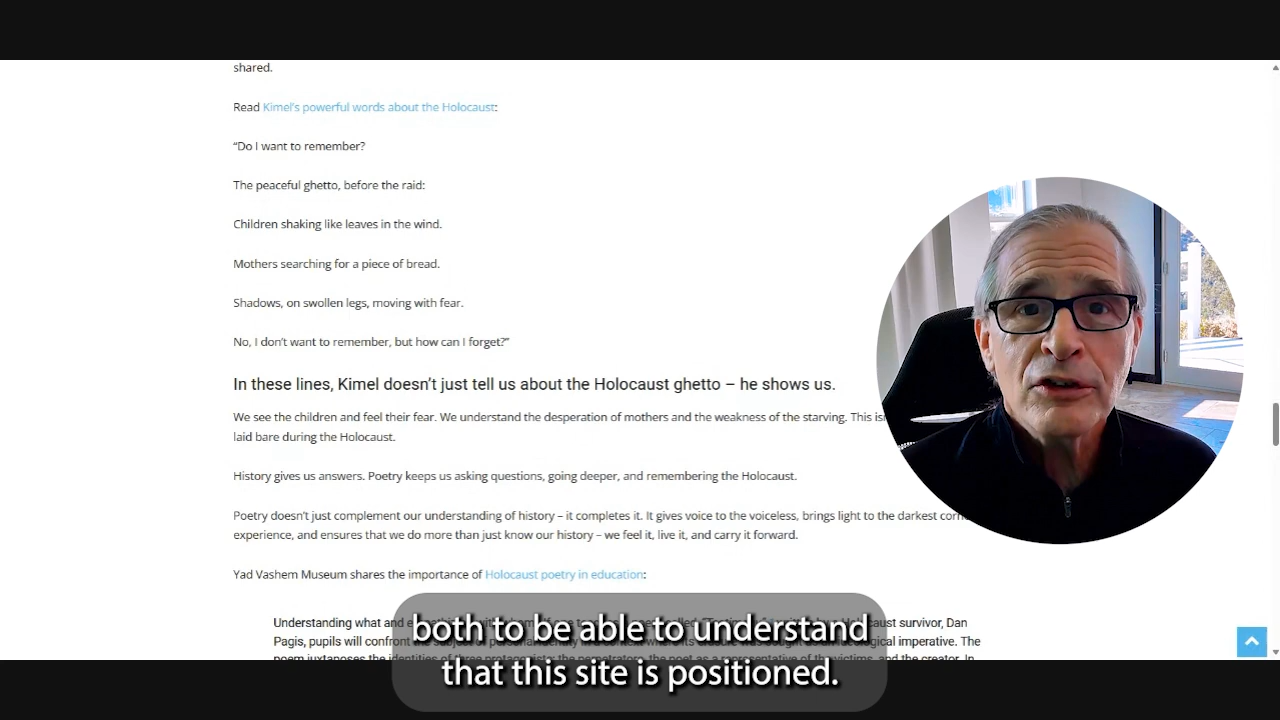 shared.
Read Kimel's powerful words about the Holocaust:
“Do I want to remember?
The peaceful ghetto, before the raid:
Children shaking like leaves in the wind.
Mothers searching for a piece of bread.
Shadows, on swollen legs, moving with fear.
No, I don't want to remember, but how can I forget?”
In these lines, Kimel doesn't just tell us about the Holocaust ghetto – he shows us.
We see the children and feel their fear. We understand the desperation of mothers and the weakness of the starving. This
laid bare during the Holocaust.
History gives us answers. Poetry keeps us asking questions, going deeper, and remembering the Holocaust.
Poetry doesn't just complement our understanding of history – it completes it. It gives voice to the voiceless, brings light to the darkest
experience, and ensures that we do more than just know our history – we feel it, live it, and carry it forward.
Yad Vashem Museum shares the importance of Holocaust poetry in education:
Understanding what and survivor, Dan
Pagis, pupils will confront imperative. The
poem juxtaposes the and the creator. In
both to be able to understand
that this site is positioned.